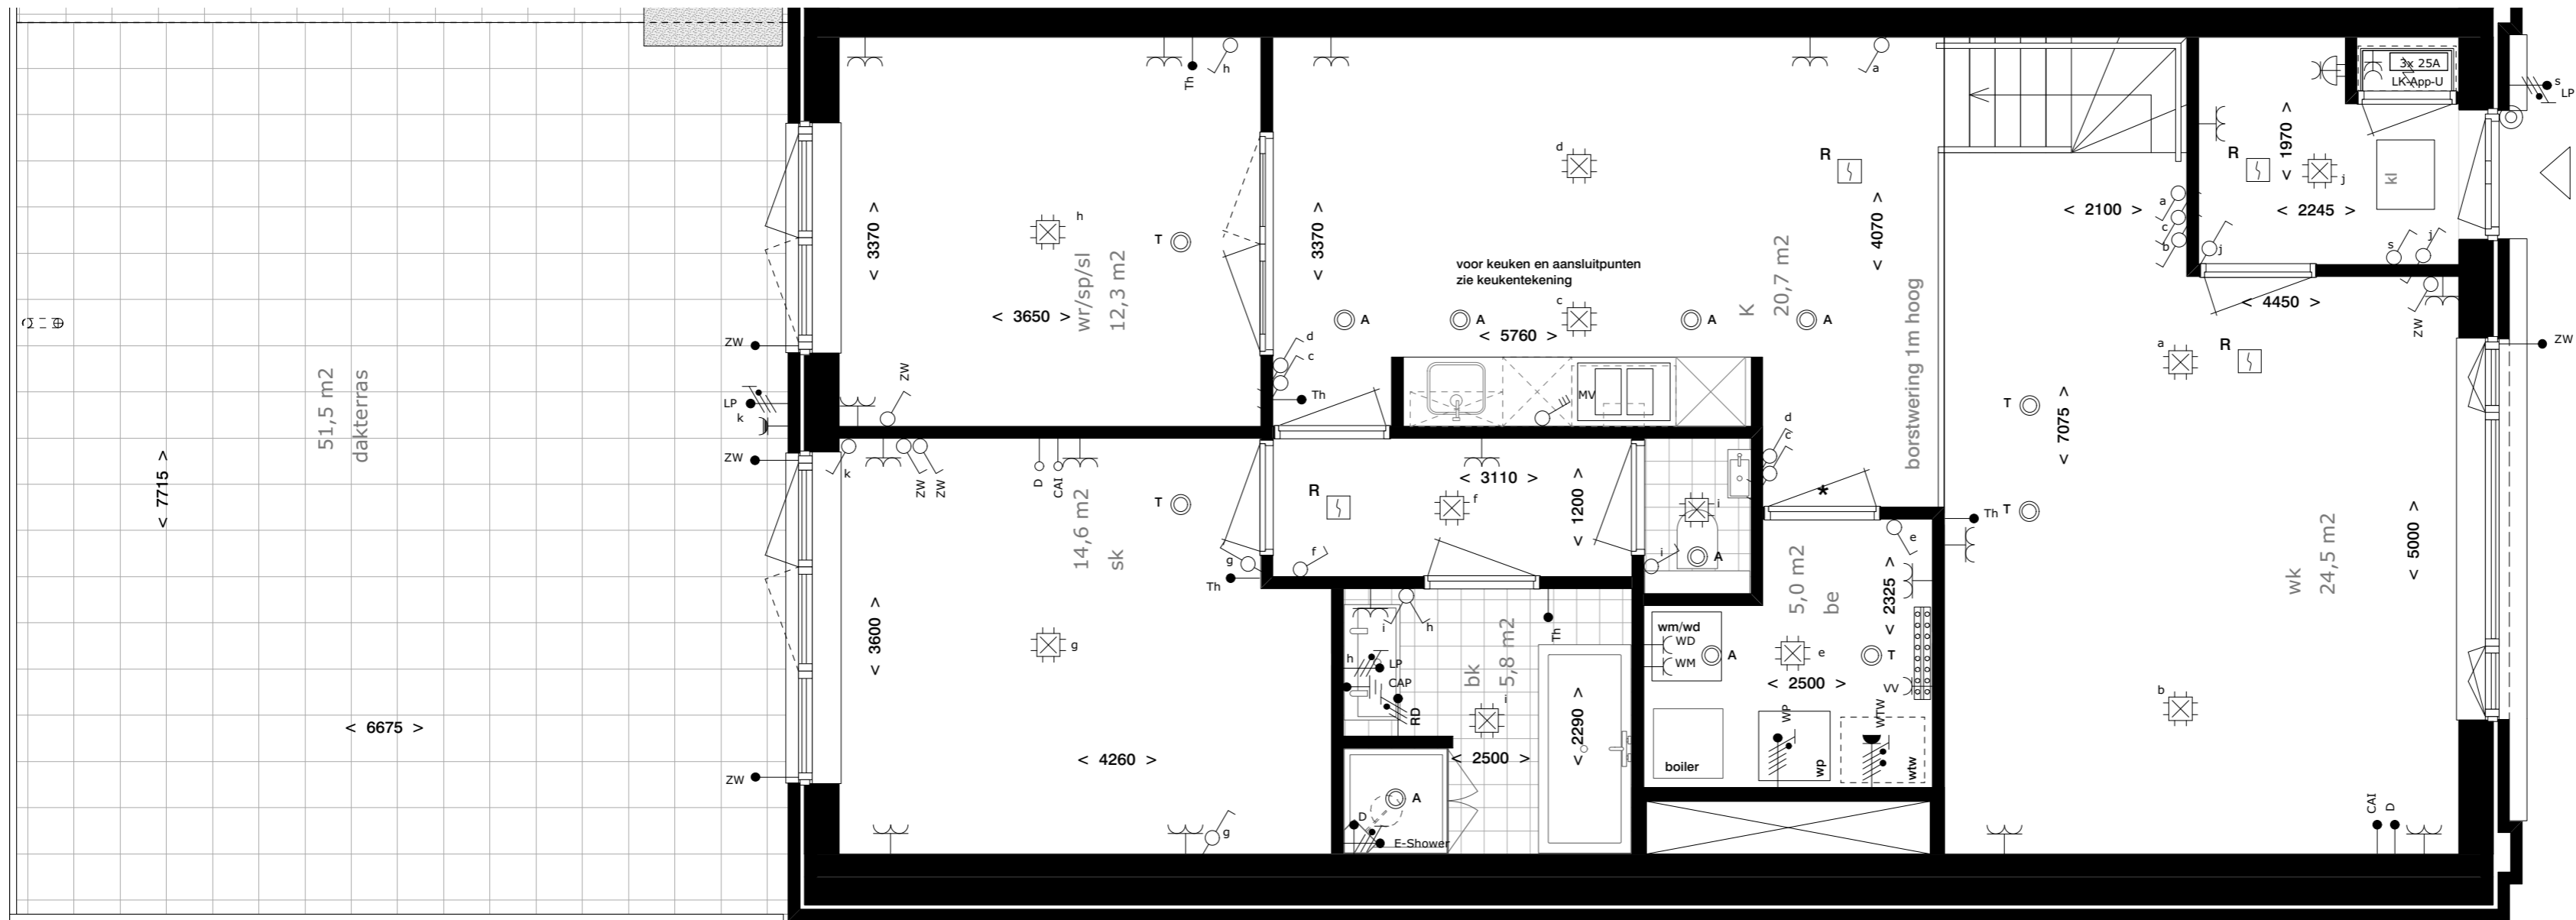 51,5 m2
dakterras
< 7715 >
< 6675 >
ZW
LP
k
ZW
ZW
Th
h
< 3370 >
h
T
< 3650 >
wr/sp/sl
12,3 m2
ZW
k
ZW
ZW
D
CAI
14,6 m2
sk
T
g
Th
< 3600 >
g
< 4260 >
g
a
d
R
< 3370 >
< 4070 >
voor keuken en aansluitpunten
zie keukentekening
c
K
20,7 m2
A
A
A
A
< 5760 >
d
c
Th
MV
borstwering 1m hoog
R
< 3110 >
f
< 1200 >
f
i
i
A
d
c
*
e
5,0 m2
be
< 2325 >
wm/wd
WD
WM
A
e
T
< 2500 >
VV
WP
WTW
boiler
wp
wtw
i
h
Th
h
LP
CAP
RD
bk
5,8 m2
i
< 2500 >
< 2290 >
A
D
E-Shower
3x 25A
LK-App-U
s
LP
< 1970 >
R
j
kl
< 2245 >
< 2100 >
a
c
b
j
s
j
< 4450 >
ZW
ZW
a
R
T
< 7075 >
T
Th
< 5000 >
wk
24,5 m2
b
CAI
D